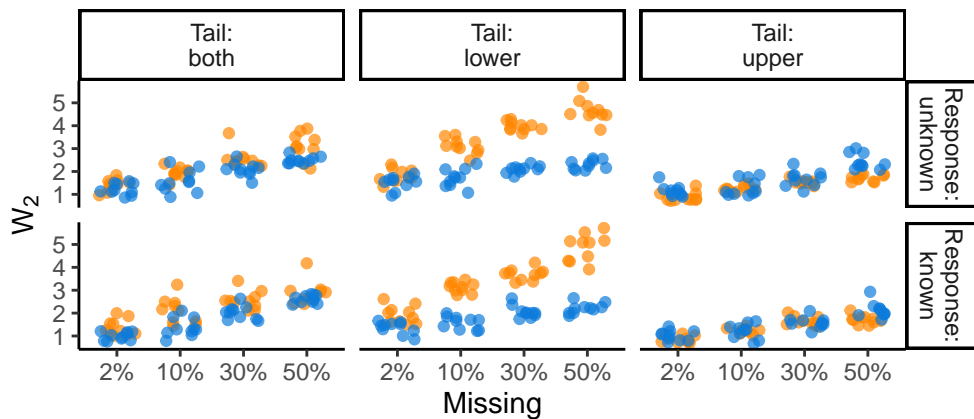 Tail:
both
Tail:
lower
Tail:
upper
5
4
3
2
1
Response:
unknown
W2
5
4
3
2
1
Response:
known
2% 10% 30% 50%
2% 10% 30% 50%
2% 10% 30% 50%
Missing